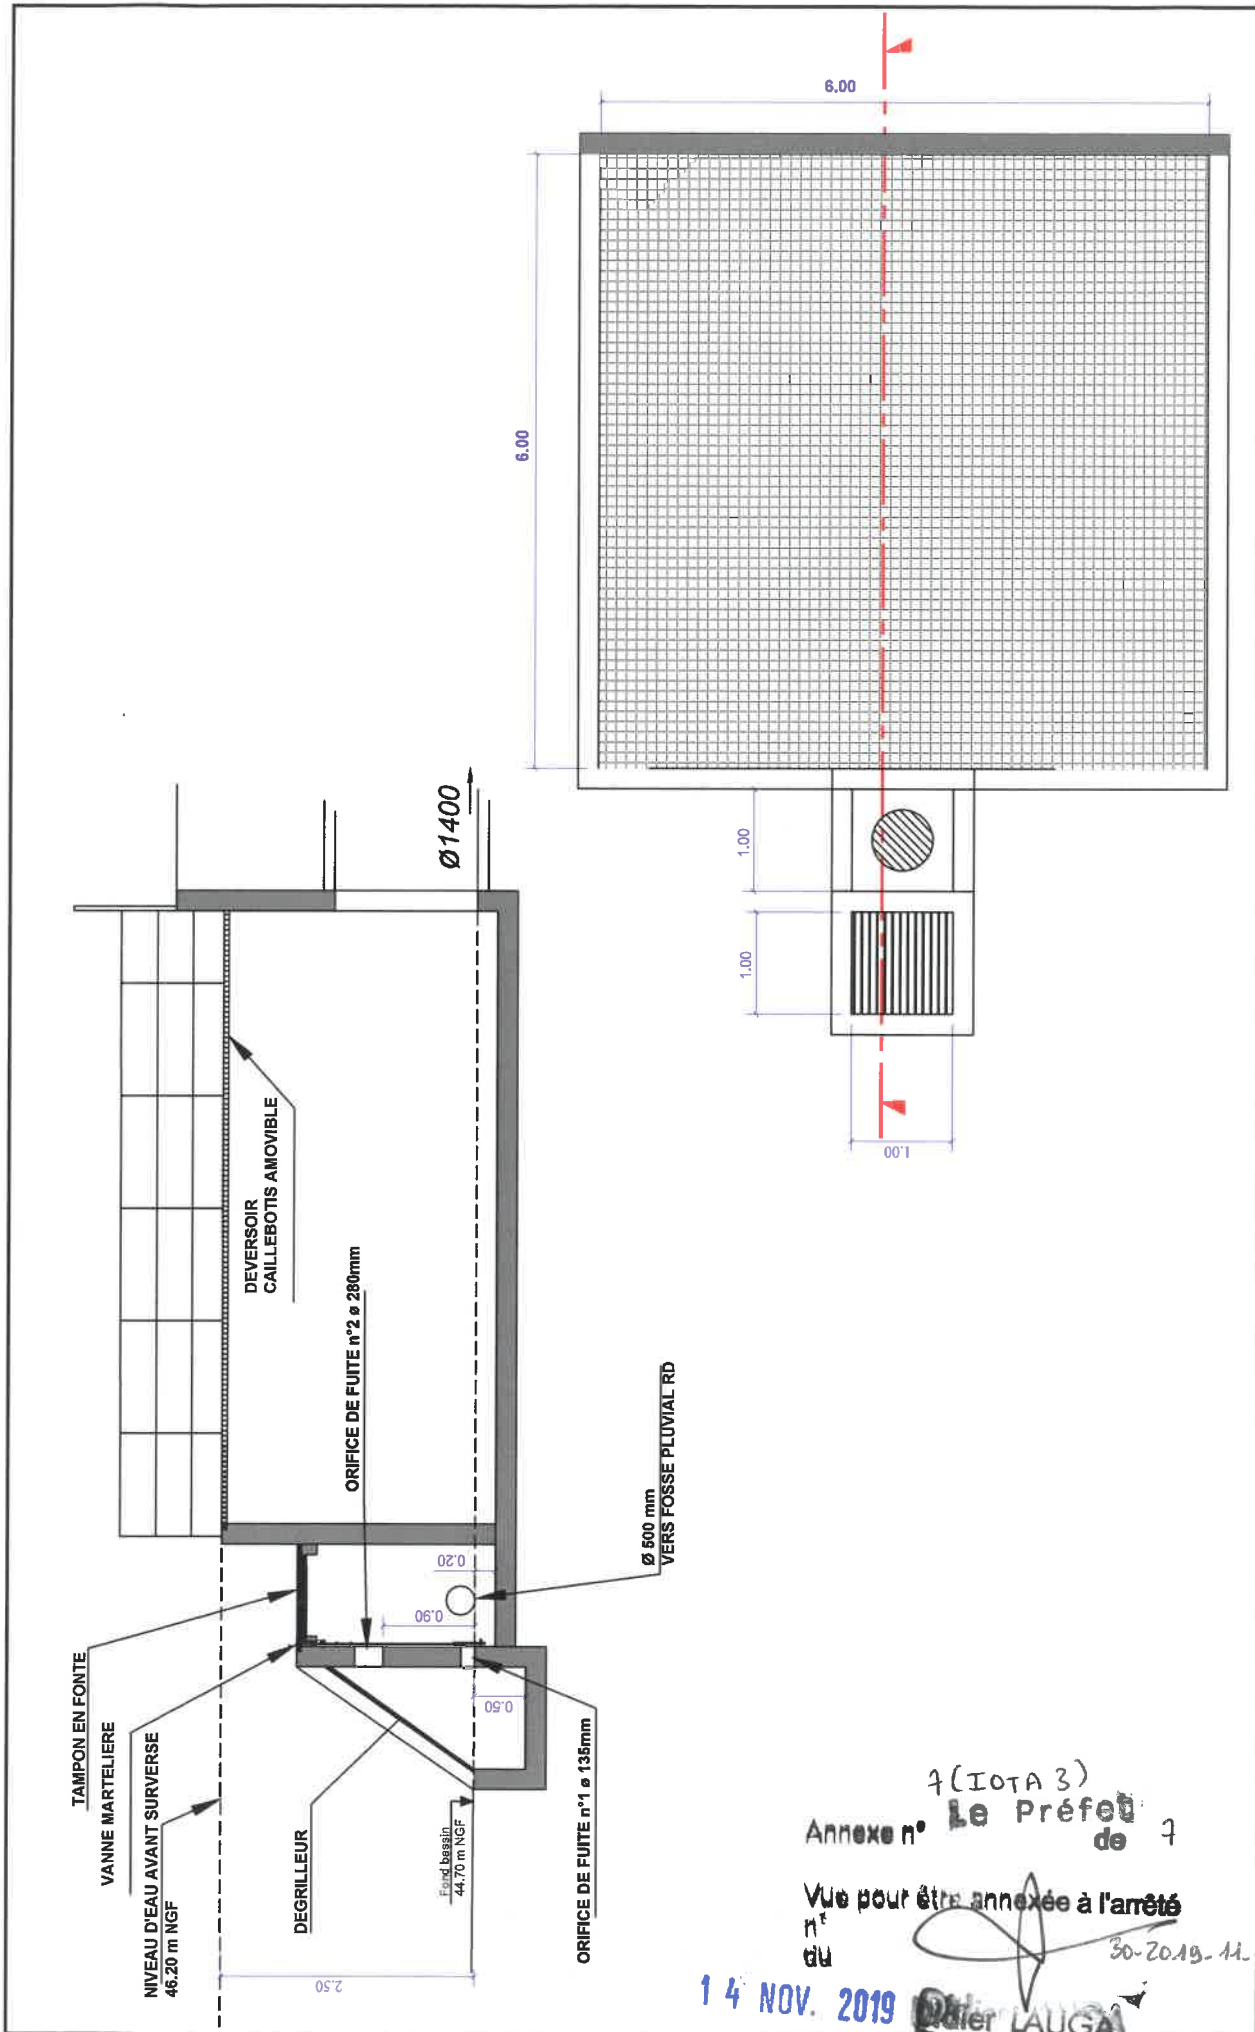 TAMPON EN FONTE
VANNE MARTELIERE
NIVEAU D'EAU AVANT SURVERSE
46.20 m NGF
DEGRILLEUR
Fond bassin
44.70 m NGF
ORIFICE DE FUITE n°1 ø 135mm
2.50
0.50
0.90
0.20
Ø 500 mm
VERS FOSSE PLUVIAL RD
ORIFICE DE FUITE n°2 ø 280mm
DEVERSOIR
CAILLEBOTIS AMOVIBLE
Ø1400
6.00
6.00
1.00
1.00
1.00
7 (IOTA 3)
Le Préfet
Annexe n° de 7
Vue pour être annexée à l'arrêté
n°
du
30-2019-11-
14 NOV. 2019
Didier LAUGA